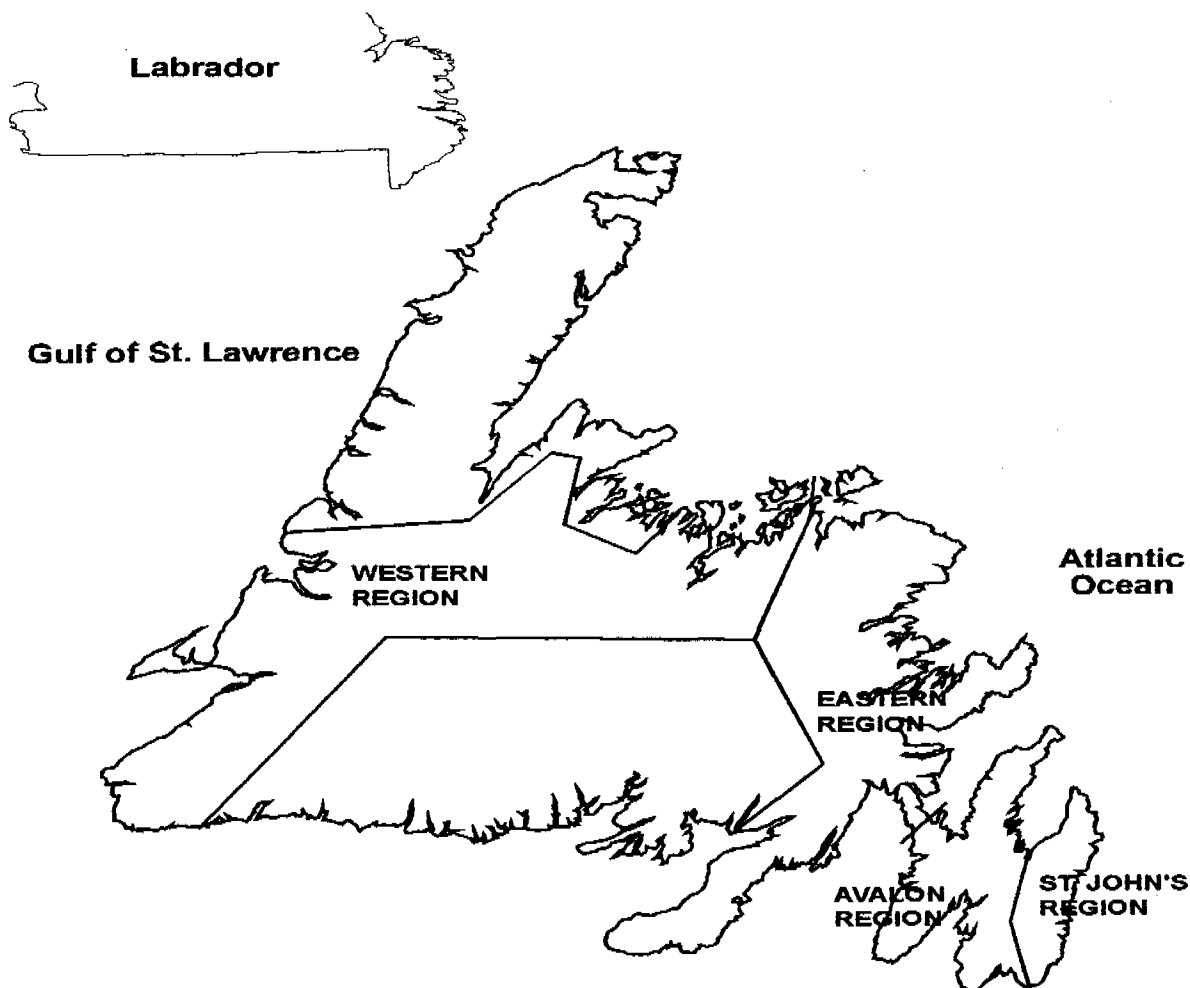 Labrador
Gulf of St. Lawrence
WESTERN
REGION
Atlantic
Ocean
EASTERN
REGION
AVALON
REGION
ST. JOHN'S
REGION